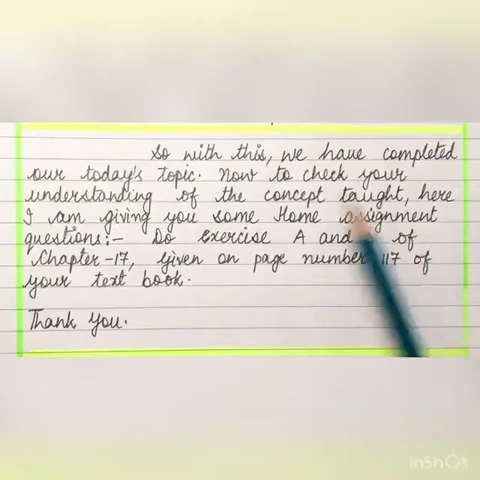 So with this, we have completed
our today's topic. Now to check your
understanding of the concept taught, here
I am giving you some Home assignment
questions:- Do Exercise A and of
Chapter-17, Given on page number 117 of
your text book.
Thank You.
InShOt